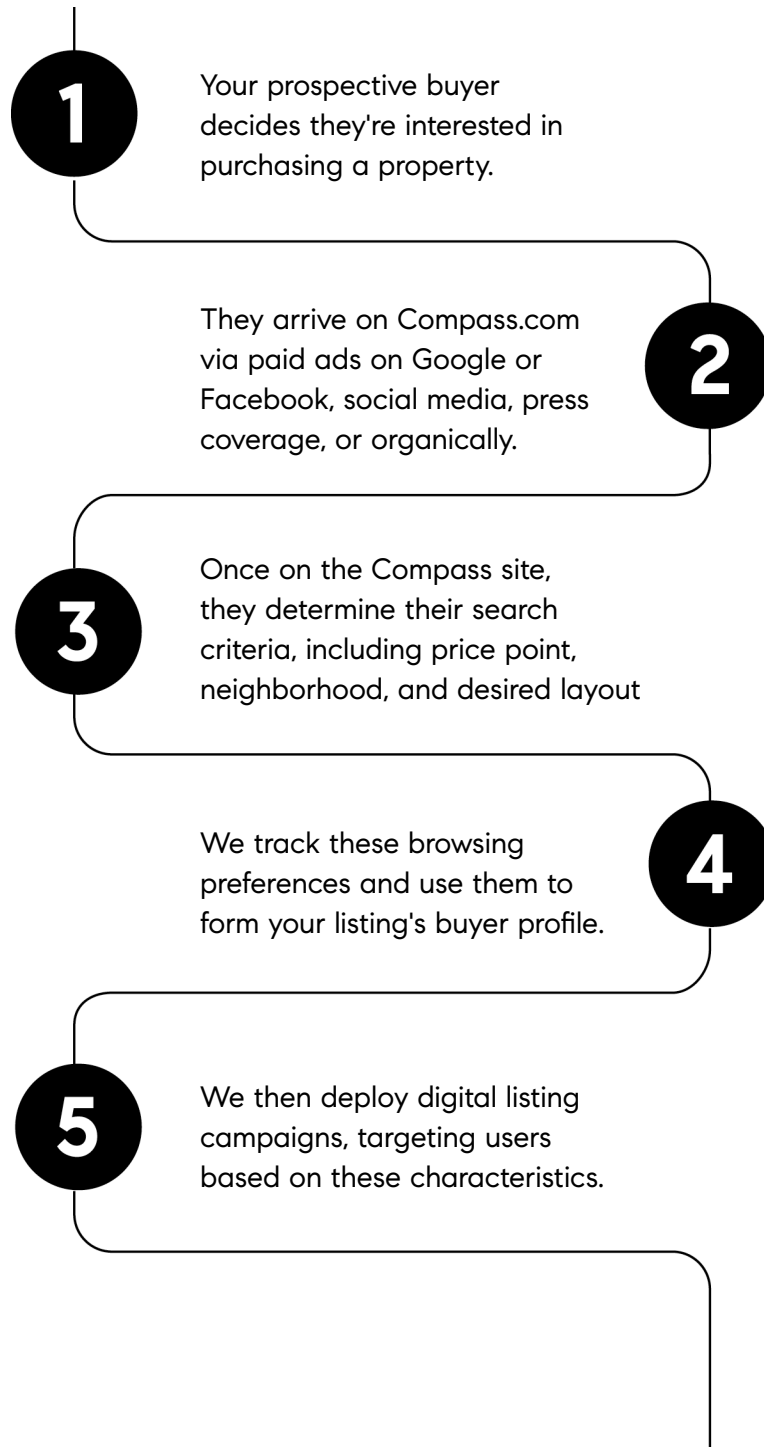 1
Your prospective buyer
decides they're interested in
purchasing a property.
They arrive on Compass.com
via paid ads on Google or
Facebook, social media, press
coverage, or organically.
2
3
Once on the Compass site,
they determine their search
criteria, including price point,
neighborhood, and desired layout
We track these browsing
preferences and use them to
form your listing's buyer profile.
4
5
We then deploy digital listing
campaigns, targeting users
based on these characteristics.